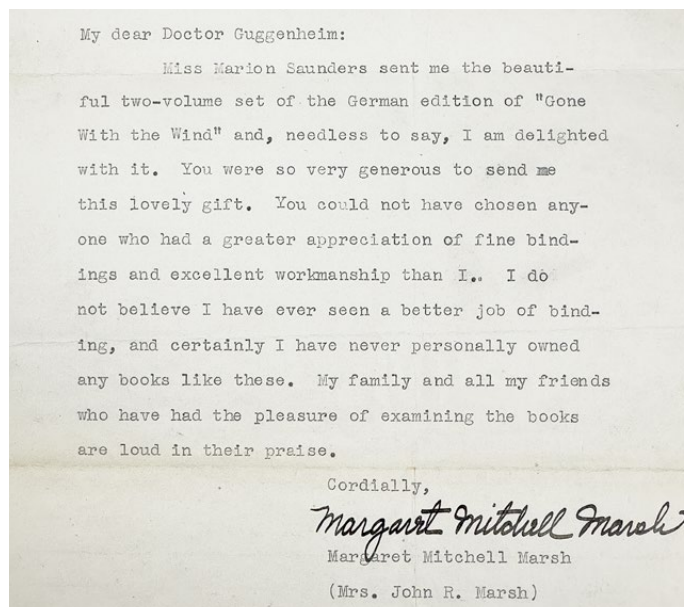 My dear Doctor Guggenheim:
Miss Marion Saunders sent me the beauti-
ful two-volume set of the German edition of "Gone
With the Wind" and, needless to say, I am delighted
with it. You were so very generous to send me
this lovely gift. You could not have chosen any-
one who had a greater appreciation of fine bind-
ings and excellent workmanship than I.. I do
not believe I have ever seen a better job of bind-
ing, and certainly I have never personally owned
any books like these. My family and all my friends
who have had the pleasure of examining the books
are loud in their praise.
Cordially,
Margaret Mitchell Marsh
Margaret Mitchell Marsh
(Mrs. John R. Marsh)